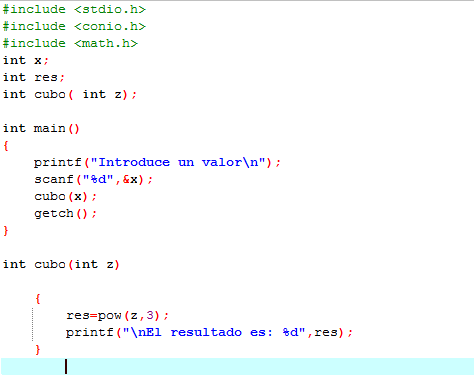 #include <stdio.h>
#include <conio.h>
#include <math.h>
int x;
int res;
int cubo( int z);
int main()
{
printf("Introduce un valor\n");
scanf("%d",&x);
cubo(x);
getch();
}
int cubo(int z)
{
res=pow(z,3);
printf("\nEl resultado es: %d",res);
}